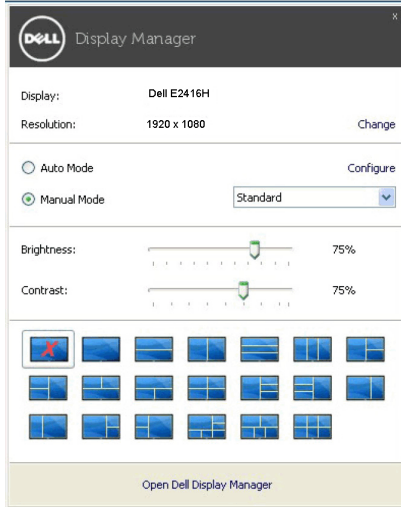 x
DELL Display Manager
Display: Dell E2416H
Resolution: 1920 x 1080 Change
Auto Mode Configure
Manual Mode Standard
Brightness: 75%
Contrast: 75%
Open Dell Display Manager